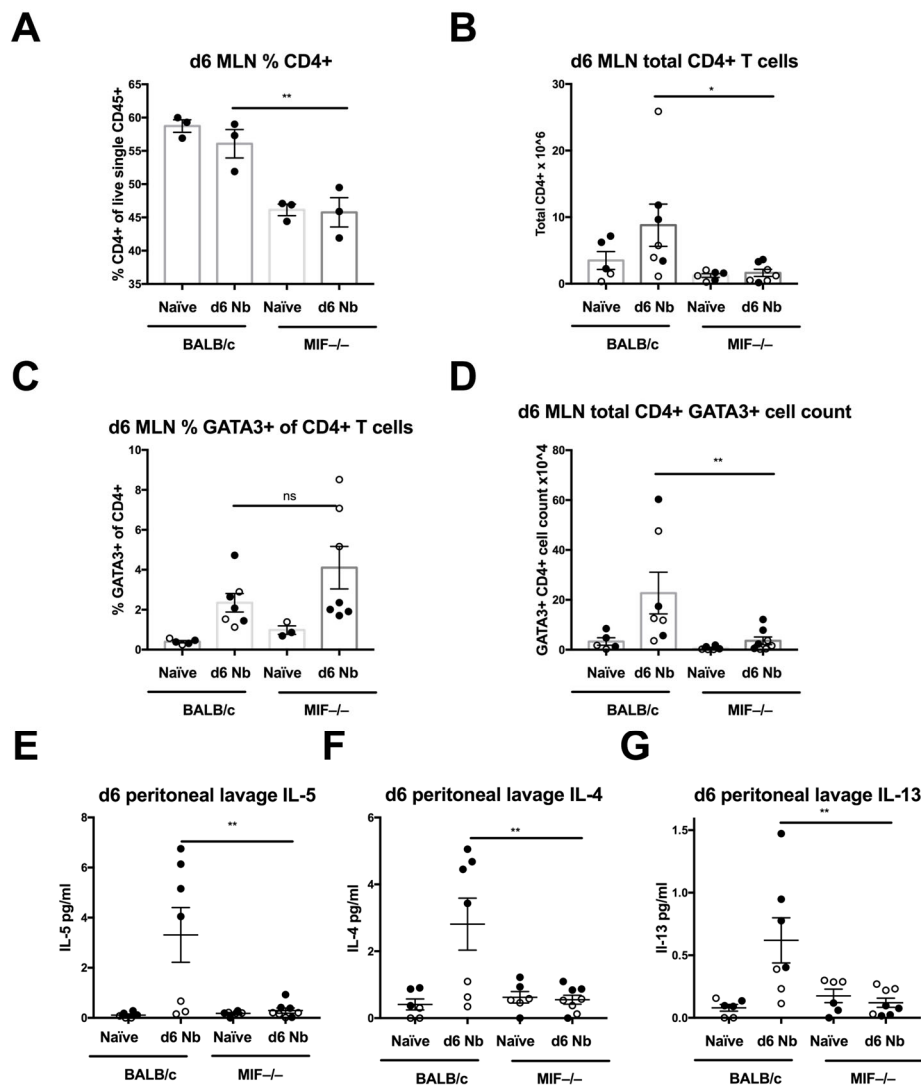 A
d6 MLN % CD4+
% CD4+ of live single CD45+
65
60
55
50
45
40
35
**
Naïve d6 Nb Naïve d6 Nb
BALB/c MIF–/–
B
d6 MLN total CD4+ T cells
Total CD4+ x 10^6
30
20
10
0
*
Naïve d6 Nb Naïve d6 Nb
BALB/c MIF–/–
C
d6 MLN % GATA3+ of CD4+ T cells
% GATA3+ of CD4+
10
8
6
4
2
0
ns
Naïve d6 Nb Naïve d6 Nb
BALB/c MIF–/–
D
d6 MLN total CD4+ GATA3+ cell count
GATA3+ CD4+ cell count x10^4
80
60
40
20
0
**
Naïve d6 Nb Naïve d6 Nb
BALB/c MIF–/–
E
d6 peritoneal lavage IL-5
IL-5 pg/ml
8
6
4
2
0
**
Naïve d6 Nb Naïve d6 Nb
BALB/c MIF–/–
F
d6 peritoneal lavage IL-4
IL-4 pg/ml
6
4
2
0
**
Naïve d6 Nb Naïve d6 Nb
BALB/c MIF–/–
G
d6 peritoneal lavage IL-13
Il-13 pg/ml
1.5
1.0
0.5
0.0
**
Naïve d6 Nb Naïve d6 Nb
BALB/c MIF–/–